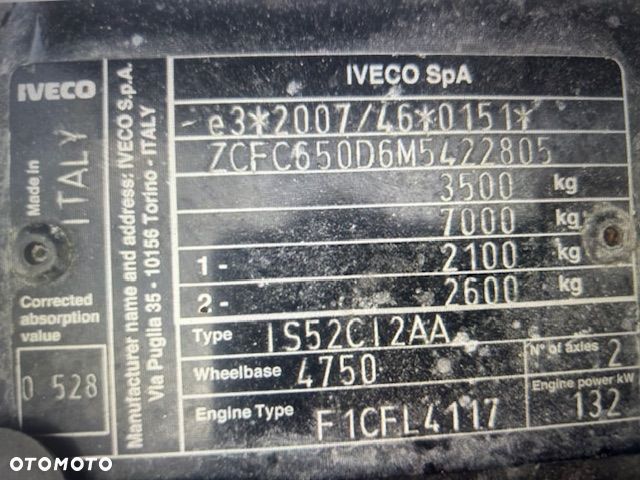 IVECO SpA
IVECO
Made in
ITALY
Corrected
absorption
value
0 528
Manufacturer name and address: IVECO S.p.A.
Via Puglia 35 - 10156 Torino - ITALY
-e3*2007/46*0151*
ZCFC650D6M5422805
3500 kg
7000 kg
1- 2100 kg
2- 2600 kg
Type IS52CI2AA
Wheelbase 4750
N° of axles 2
Engine Type F1CFL4117
Engine power kW 132
OTOMOTO